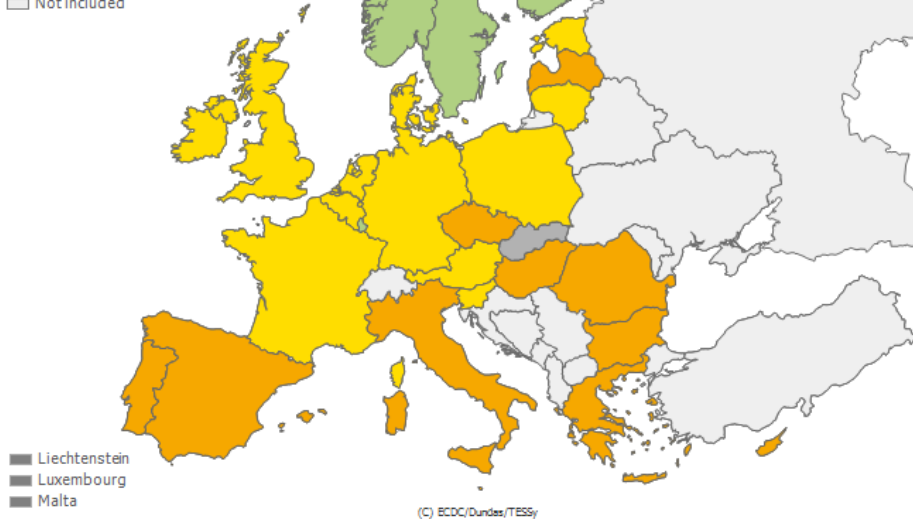 Not included
Liechtenstein
Luxembourg
Malta
(C) ECDC/Dundas/TESSy